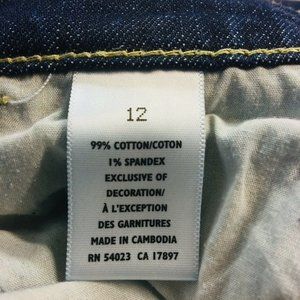 12
99% COTTON/COTON
1% SPANDEX
EXCLUSIVE OF
DECORATION/
À L'EXCEPTION
DES GARNITURES
MADE IN CAMBODIA
RN 54023 CA 17897